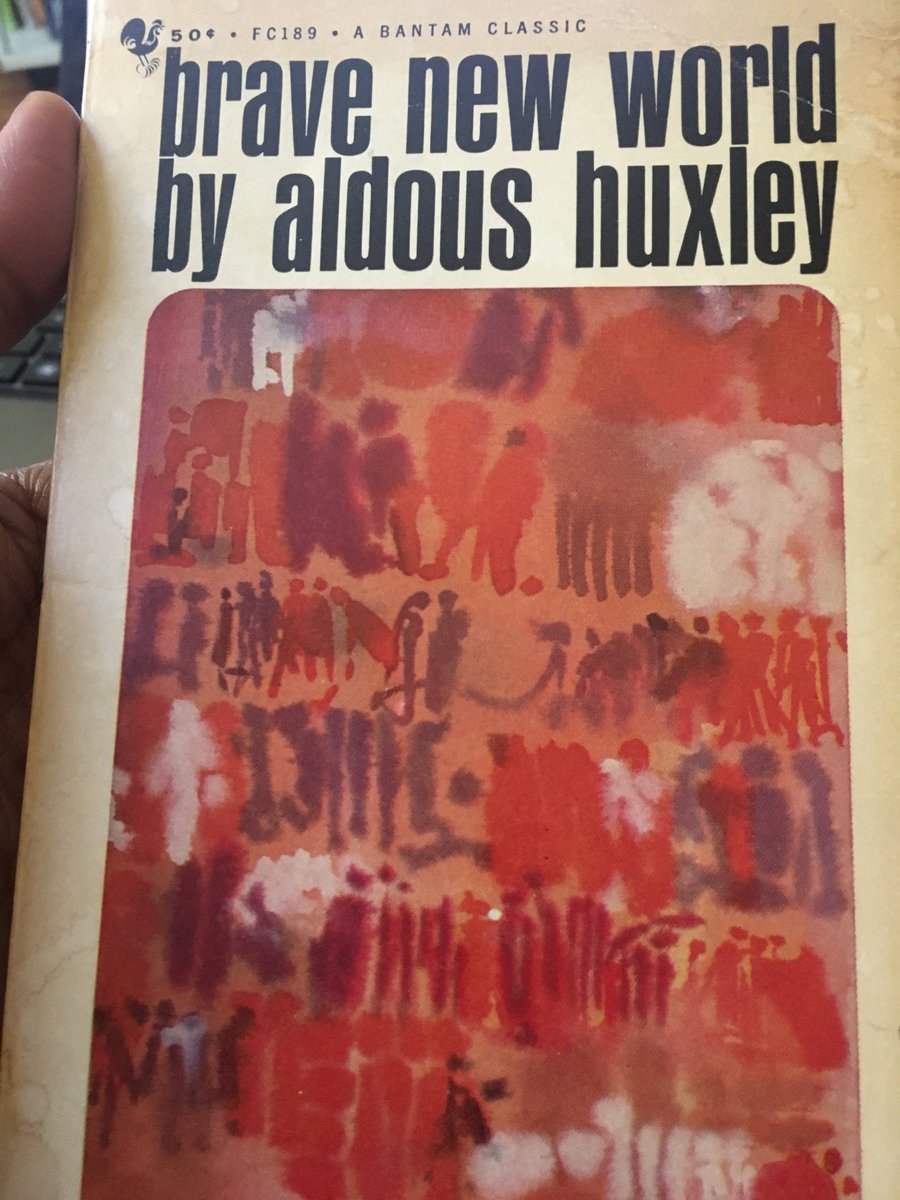 50¢ • FC189 • A BANTAM CLASSIC
brave new world
by aldous huxley